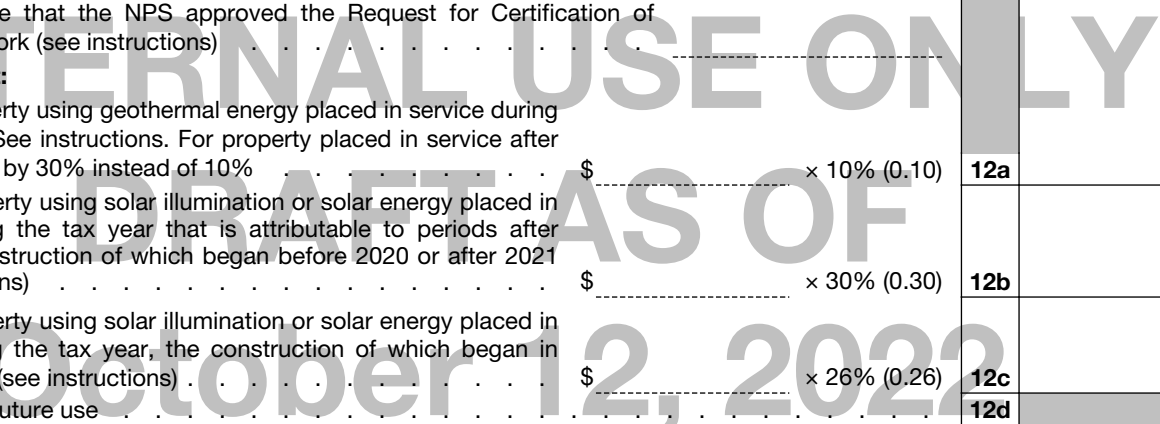 e that the NPS approved the Request for Certification of
ork (see instructions) . . . . . . . . . . . . .
:
erty using geothermal energy placed in service during
See instructions. For property placed in service after
by 30% instead of 10% . . . . . . . . . $ × 10% (0.10) 12a
erty using solar illumination or solar energy placed in
g the tax year that is attributable to periods after
struction of which began before 2020 or after 2021
ns) . . . . . . . . . . . . . . . . . $ × 30% (0.30) 12b
erty using solar illumination or solar energy placed in
g the tax year, the construction of which began in
(see instructions) . . . . . . . . . . . . . $ × 26% (0.26) 12c
uture use . . . . . . . . . . . . . . . . . . . . . . . . . . 12d
TERNAL USE ONLY
DRAFT AS OF
October 12, 2022